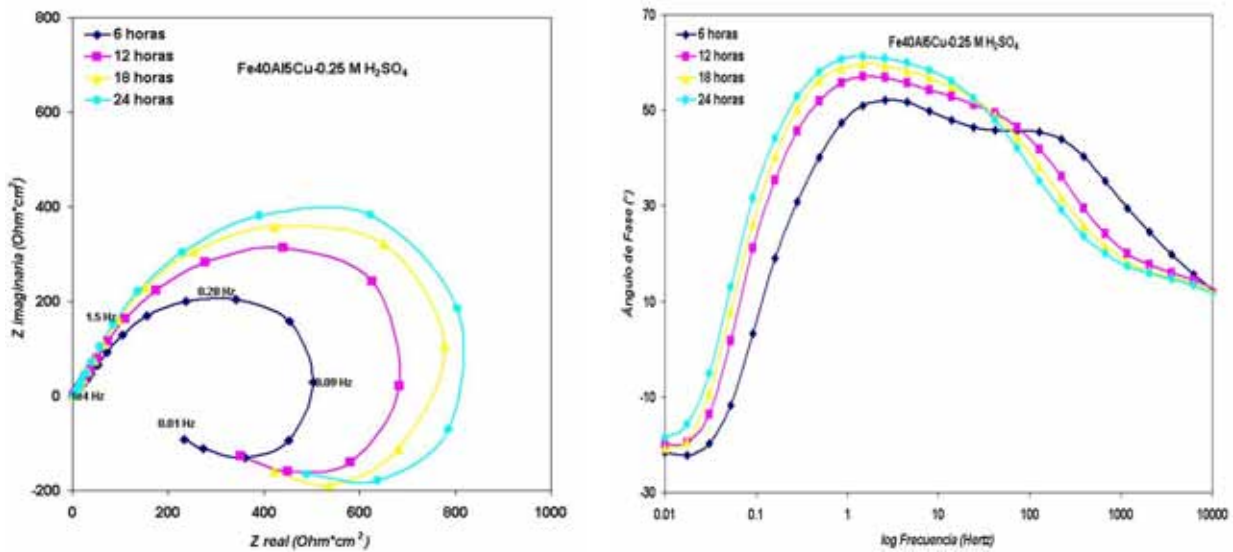 800
600
400
200
0
-200
0
200
400
600
800
1000
Z imaginaria (Ohm*cm²)
Z real (Ohm*cm²)
6 horas
12 horas
18 horas
24 horas
Fe40Al5Cu-0.25 M H₂SO₄
1.5 Hz
0.28 Hz
0.09 Hz
0.01 Hz
1e4 Hz
70
50
30
10
-10
-30
0.01
0.1
1
10
100
1000
10000
Ángulo de Fase (°)
log Frecuencia (Hertz)
6 horas
12 horas
18 horas
24 horas
Fe40Al5Cu-0.25 M H₂SO₄